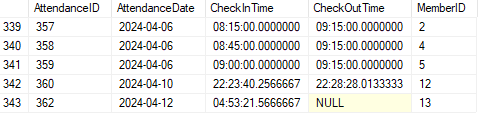 AttendanceID AttendanceDate CheckInTime CheckOutTime MemberID
339 357 2024-04-06 08:15:00.0000000 09:15:00.0000000 2
340 358 2024-04-06 08:45:00.0000000 09:15:00.0000000 4
341 359 2024-04-06 09:00:00.0000000 09:15:00.0000000 5
342 360 2024-04-10 22:23:40.2566667 22:28:28.0133333 12
343 362 2024-04-12 04:53:21.5666667 NULL 13